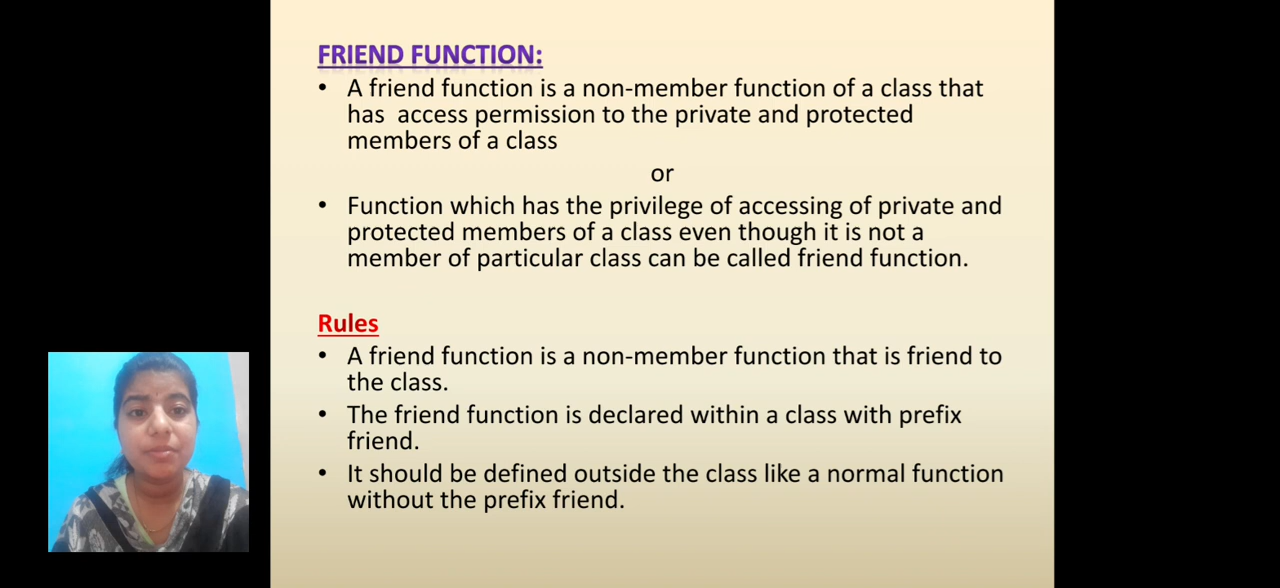 FRIEND FUNCTION:
• A friend function is a non-member function of a class that
has access permission to the private and protected
members of a class
or
• Function which has the privilege of accessing of private and
protected members of a class even though it is not a
member of particular class can be called friend function.
Rules
• A friend function is a non-member function that is friend to
the class.
• The friend function is declared within a class with prefix
friend.
• It should be defined outside the class like a normal function
without the prefix friend.